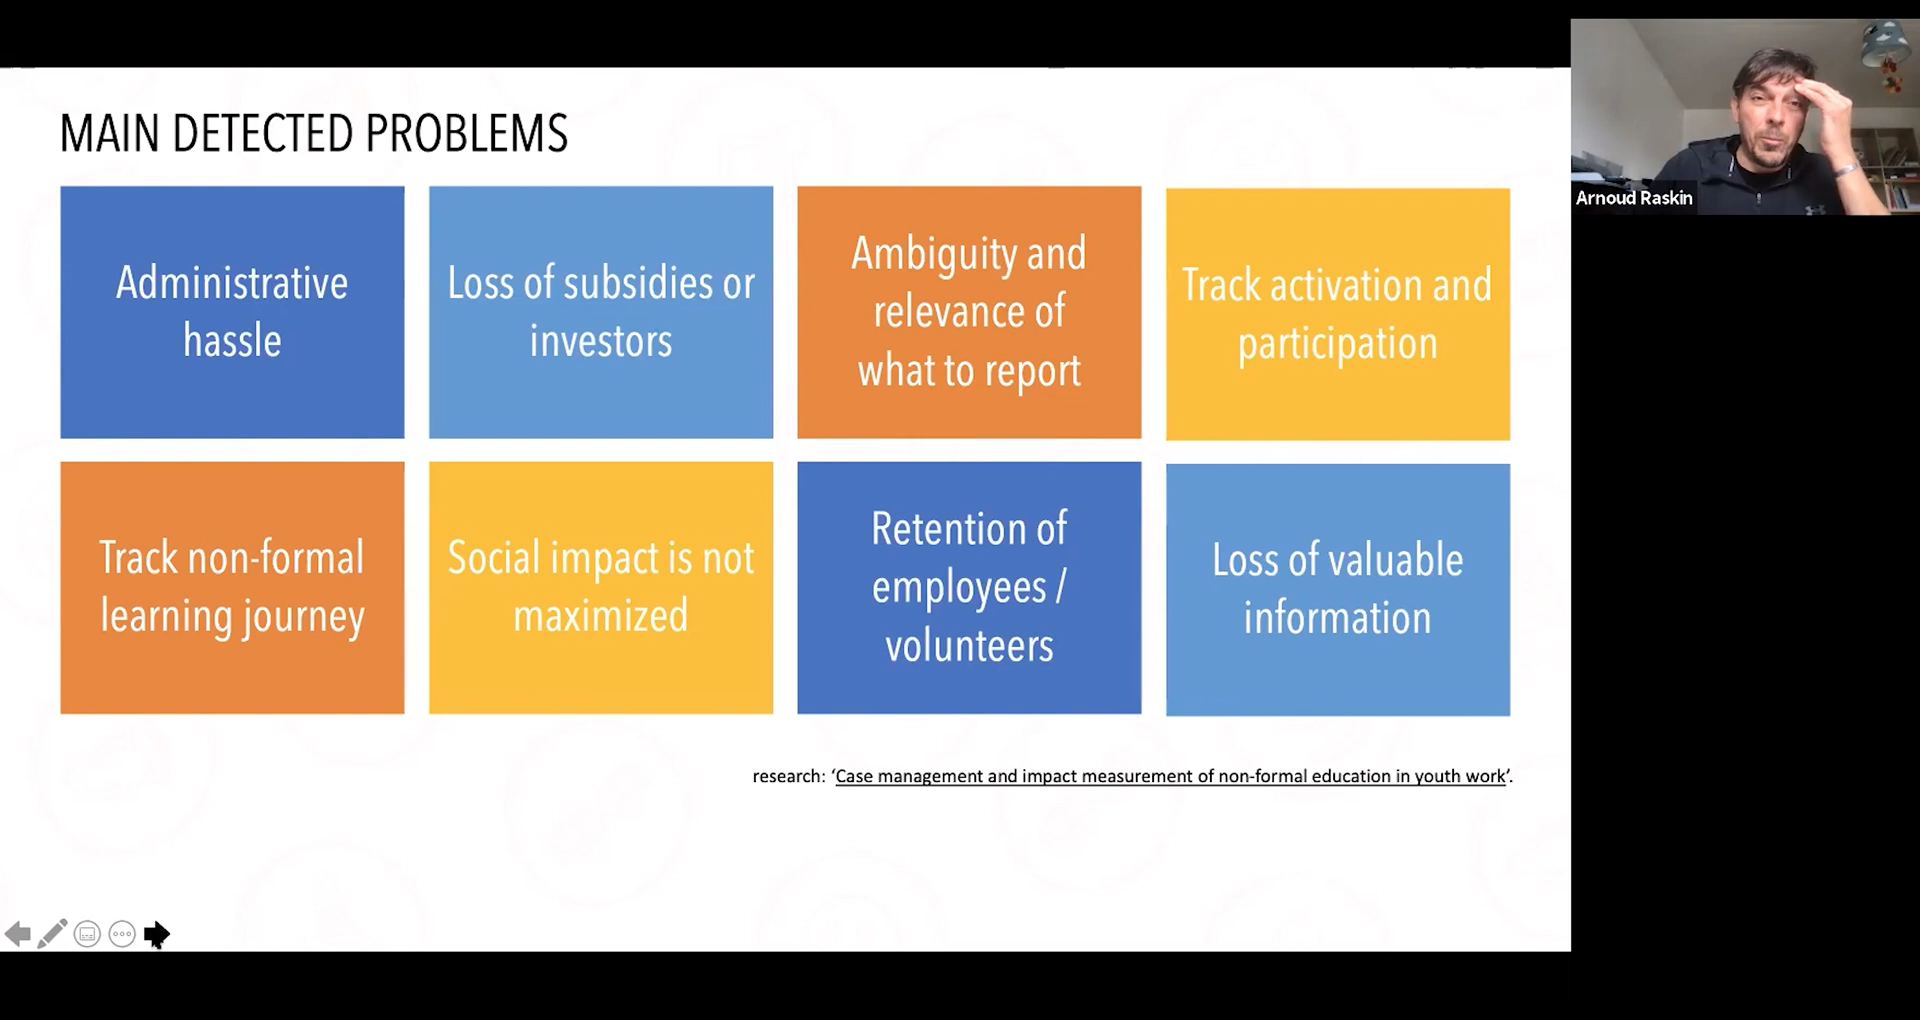 MAIN DETECTED PROBLEMS
Administrative
hassle
Loss of subsidies or
investors
Ambiguity and
relevance of
what to report
Track activation and
participation
Track non-formal
learning journey
Social impact is not
maximized
Retention of
employees /
volunteers
Loss of valuable
information
research: ‘Case management and impact measurement of non-formal education in youth work’.
Arnoud Raskin